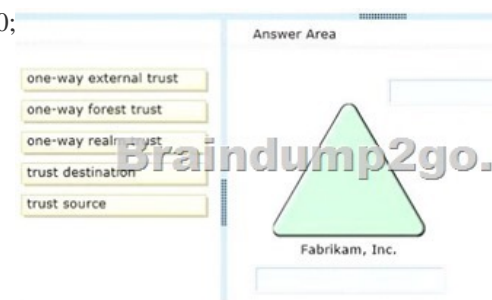 0;
Answer Area
one-way external trust
one-way forest trust
one-way realm trust
Braindump2go.
trust destination
trust source
Fabrikam, Inc.